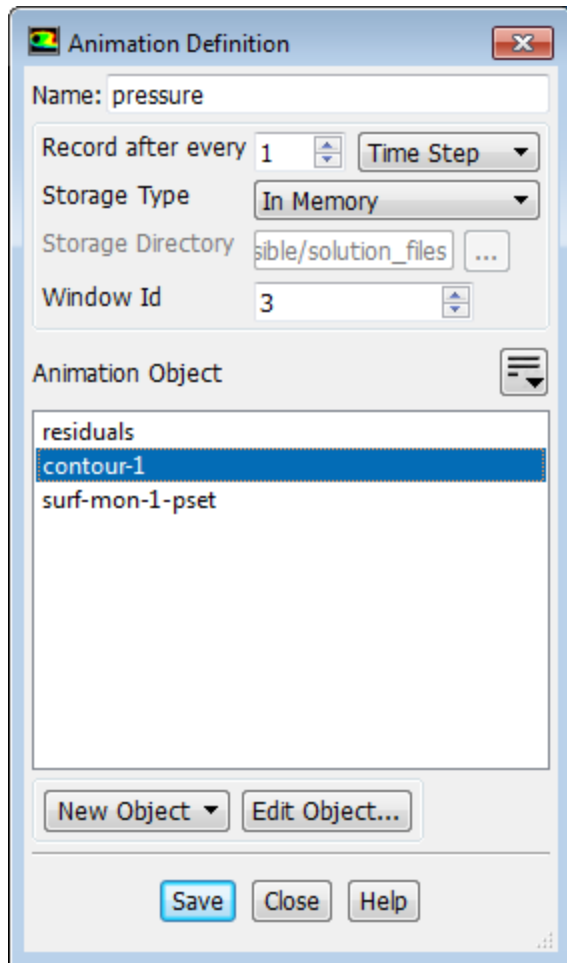 Animation Definition
Name: pressure
Record after every 1 Time Step
Storage Type In Memory
Storage Directory sible/solution_files ...
Window Id 3
Animation Object
residuals
contour-1
surf-mon-1-pset
New Object Edit Object...
Save Close Help